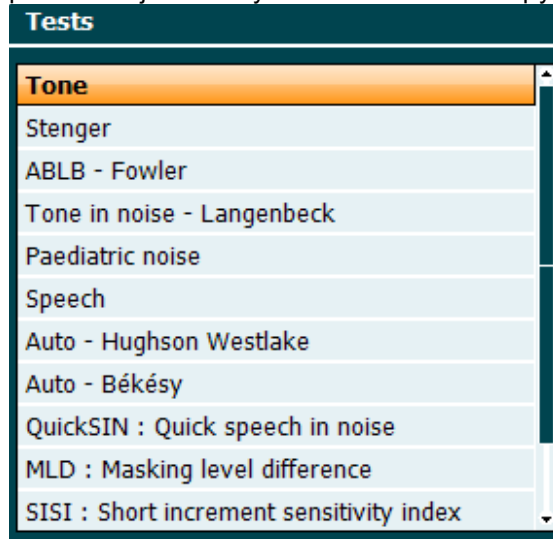 Tests
Tone
Stenger
ABLB - Fowler
Tone in noise - Langenbeck
Paediatric noise
Speech
Auto - Hughson Westlake
Auto - Békésy
QuickSIN : Quick speech in noise
MLD : Masking level difference
SISI : Short increment sensitivity index